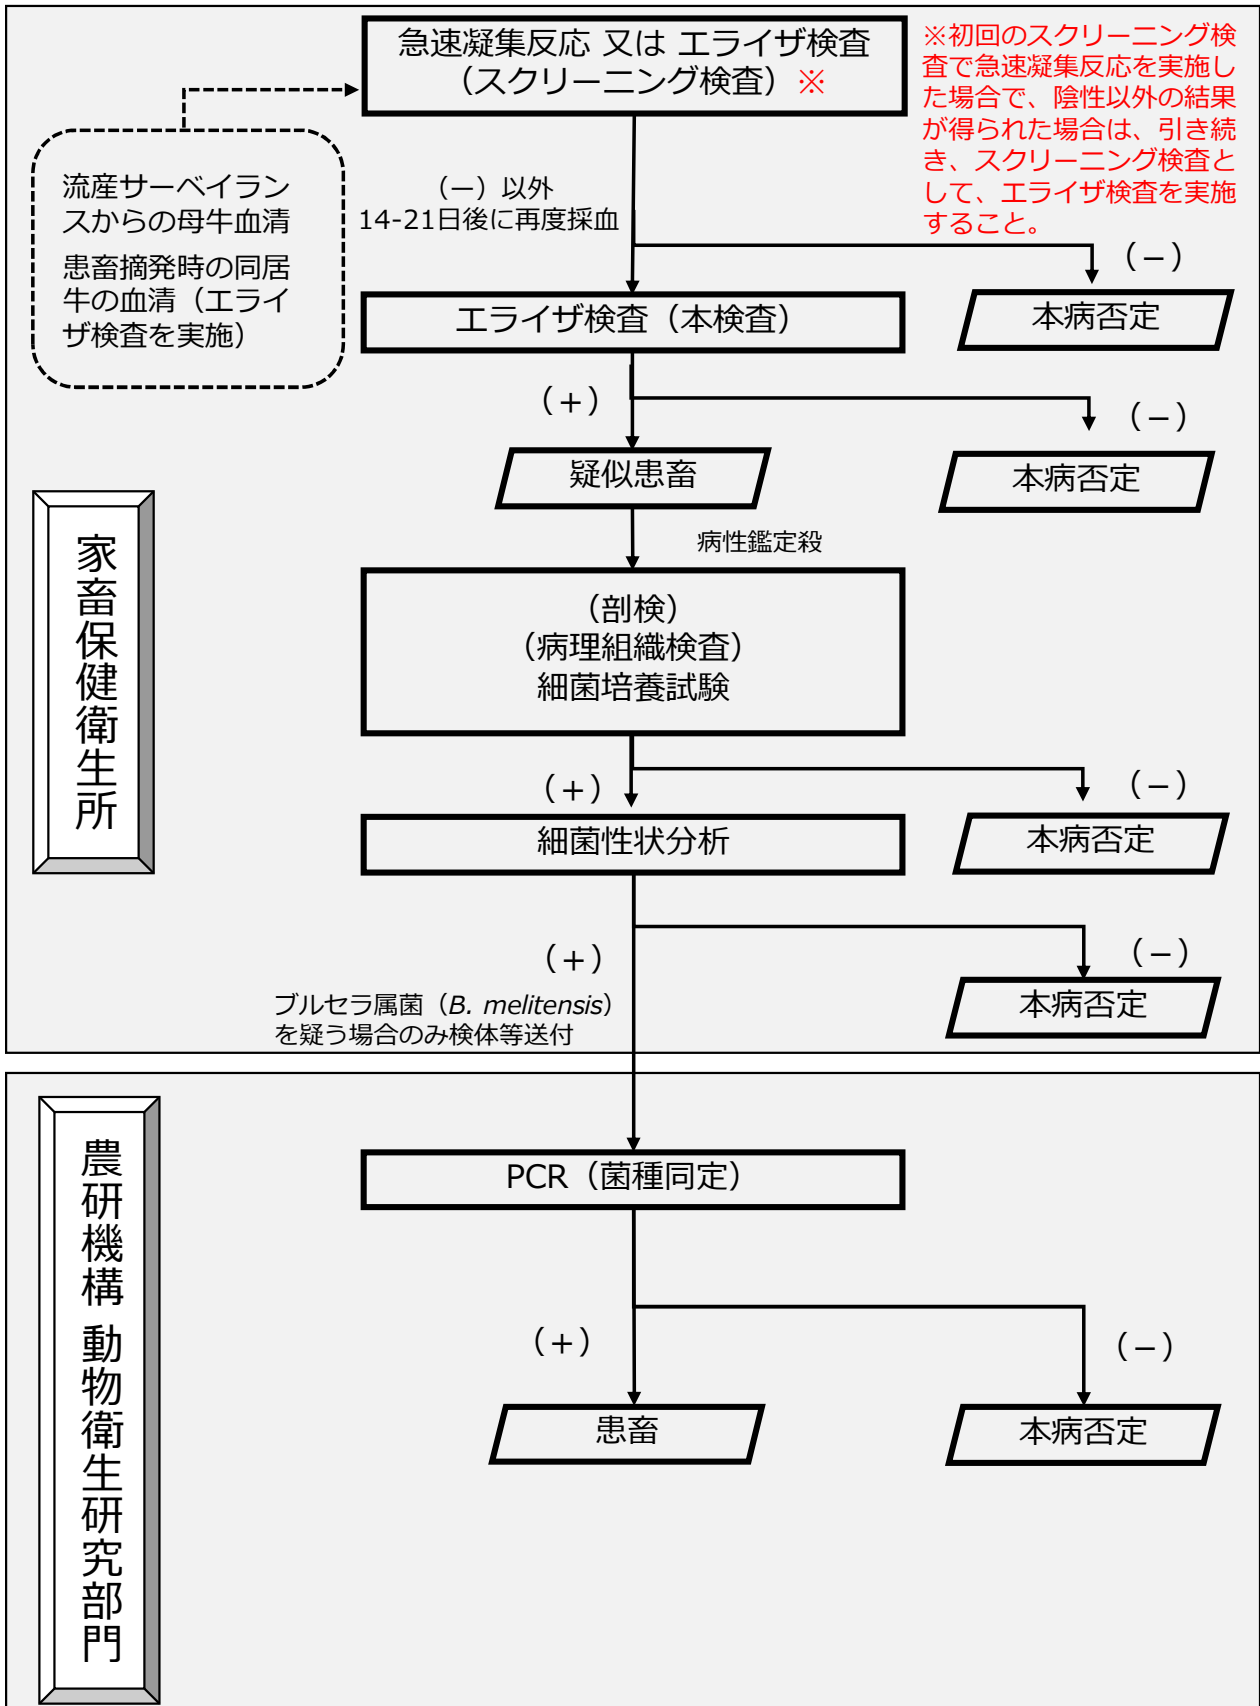 急速凝集反応 又は エライザ検査
（スクリーニング検査）※
※初回のスクリーニング検
査で急速凝集反応を実施し
た場合で、陰性以外の結果
が得られた場合は、引き続
き、スクリーニング検査と
して、エライザ検査を実施
すること。
流産サーベイラン
スからの母牛血清
患畜摘発時の同居
牛の血清（エライ
ザ検査を実施）
（－）以外
14-21日後に再度採血
（－）
エライザ検査（本検査）
本病否定
（+）
（－）
疑似患畜
本病否定
病性鑑定殺
家畜保健衛生所
（剖検）
（病理組織検査）
細菌培養試験
（+）
（－）
細菌性状分析
本病否定
（+）
（－）
ブルセラ属菌（B. melitensis）
を疑う場合のみ検体等送付
本病否定
農研機構 動物衛生研究部門
PCR（菌種同定）
（+）
（－）
患畜
本病否定